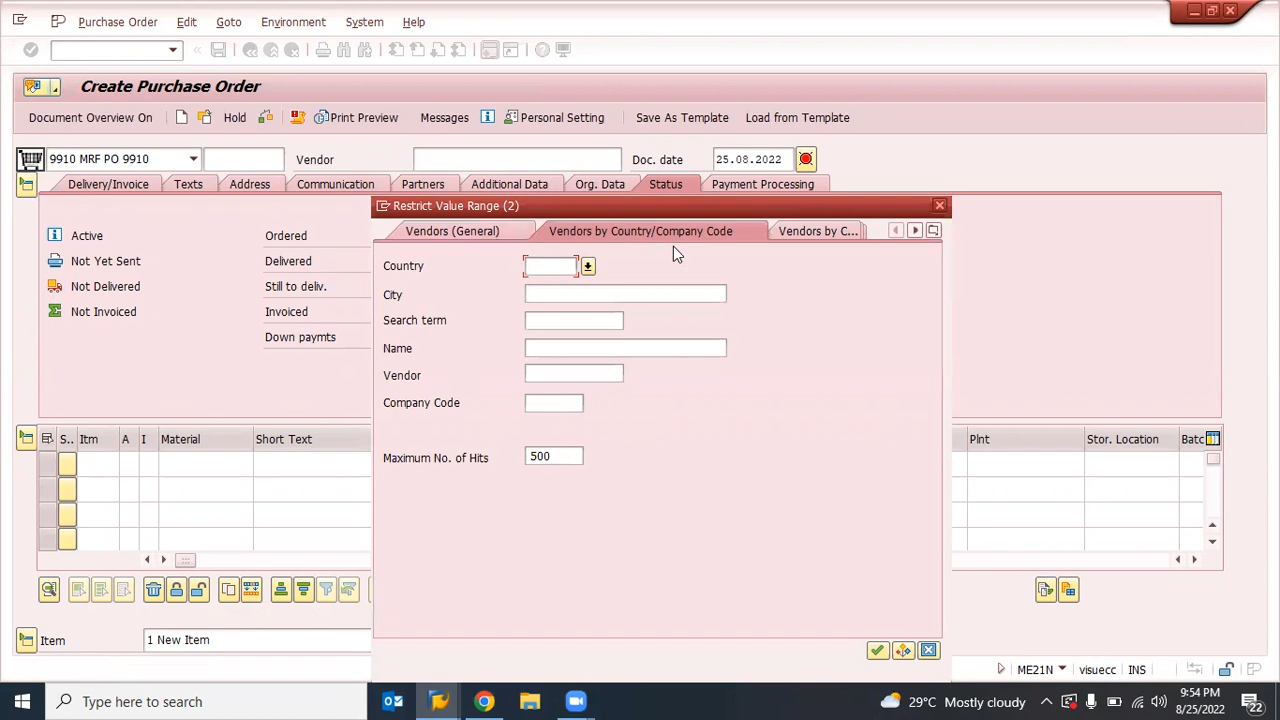 Purchase Order Edit Goto Environment System Help
Create Purchase Order
Document Overview On Hold Print Preview Messages Personal Setting Save As Template Load from Template
9910 MRF PO 9910 Vendor Doc. date 25.08.2022
Delivery/Invoice Texts Address Communication Partners Additional Data Org. Data Status Payment Processing
Restrict Value Range (2)
Vendors (General) Vendors by Country/Company Code Vendors by C...
Active Ordered
Not Yet Sent Delivered
Not Delivered Still to deliv.
Not Invoiced Invoiced
Down paymts
Country
City
Search term
Name
Vendor
Company Code
Maximum No. of Hits 500
S.. Itm A I Material Short Text Plnt Stor. Location Batc
Item 1 New Item
ME21N visuecc INS
Type here to search
29°C Mostly cloudy
9:54 PM
8/25/2022
22